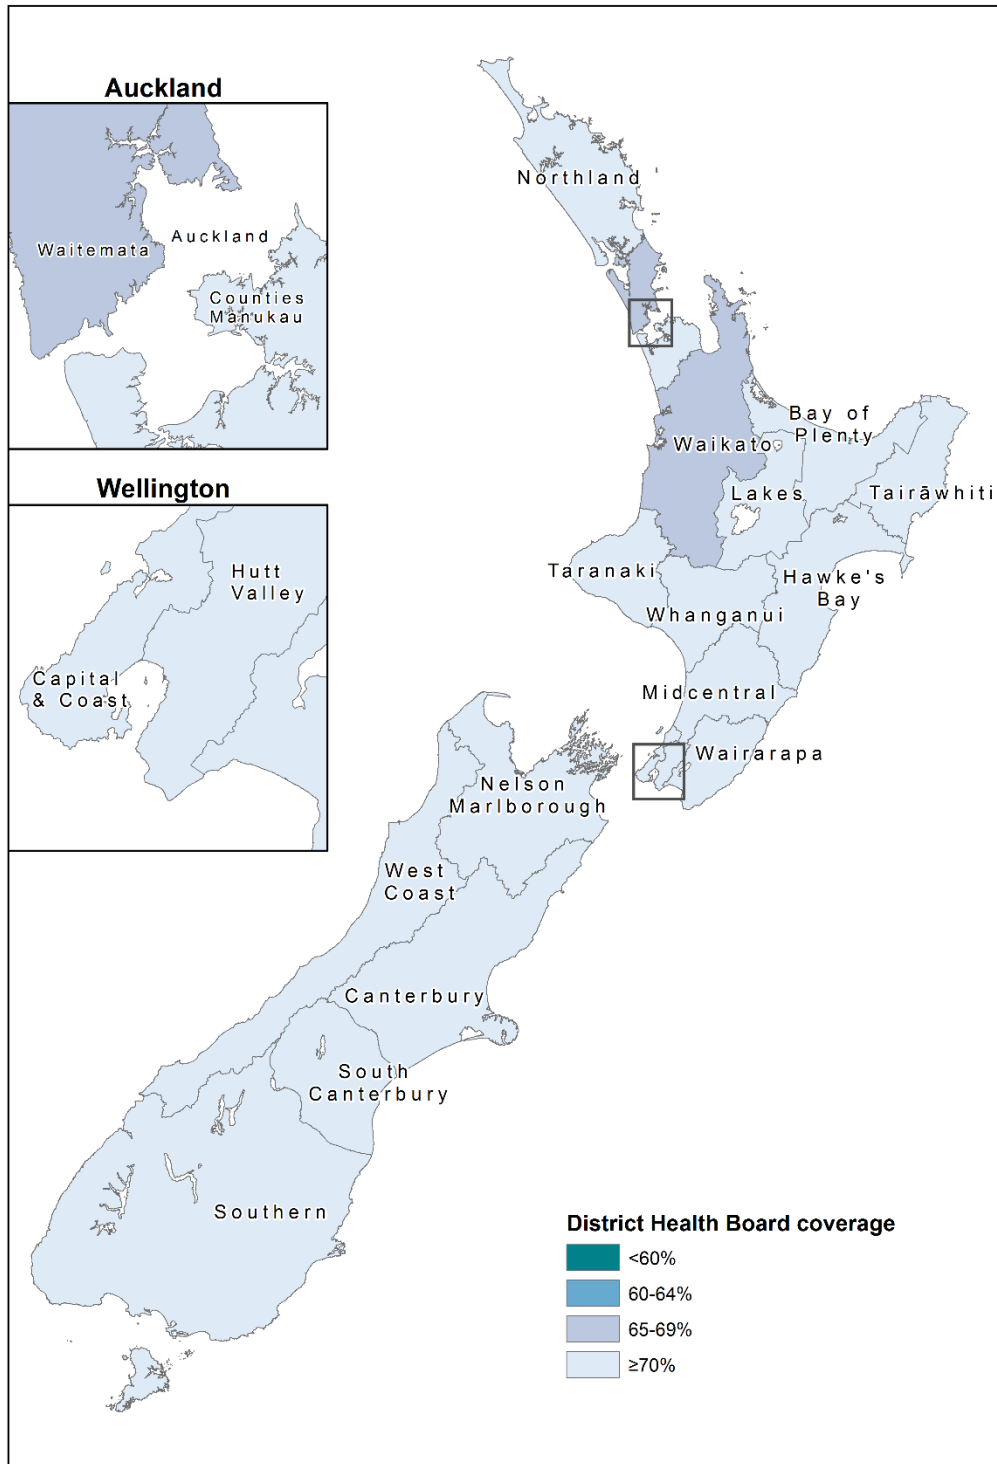 Auckland
Waitemata
Auckland
Counties
Manukau
Wellington
Hutt
Valley
Capital
& Coast
Northland
Waikato
Bay of
Plenty
Lakes
Tairāwhiti
Taranaki
Hawke's
Bay
Whanganui
Midcentral
Wairarapa
Nelson
Marlborough
West
Coast
Canterbury
South
Canterbury
Southern
District Health Board coverage
<60%
60-64%
65-69%
≥70%